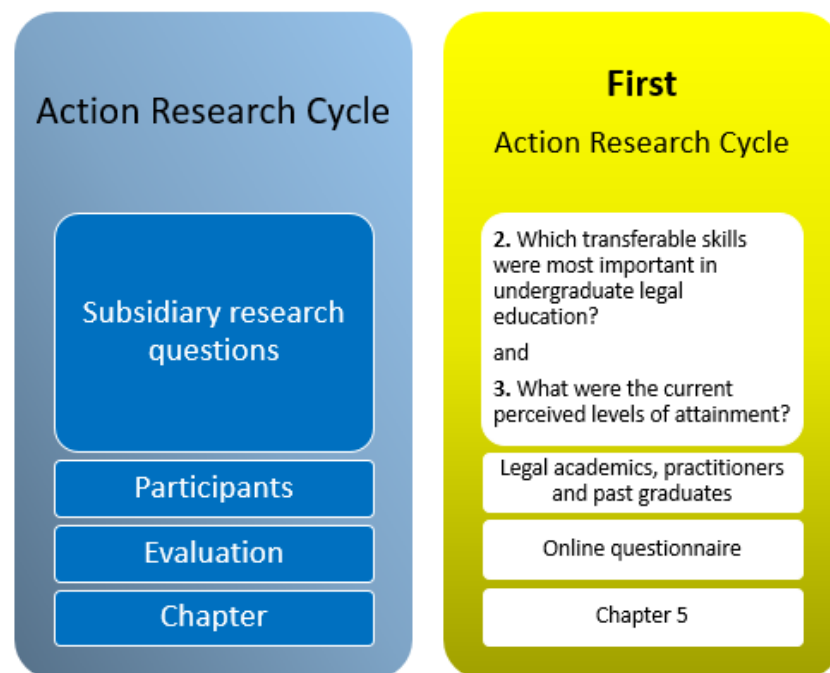 Action Research Cycle
Subsidiary research
questions
Participants
Evaluation
Chapter
First
Action Research Cycle
2. Which transferable skills
were most important in
undergraduate legal
education?
and
3. What were the current
perceived levels of attainment?
Legal academics, practitioners
and past graduates
Online questionnaire
Chapter 5